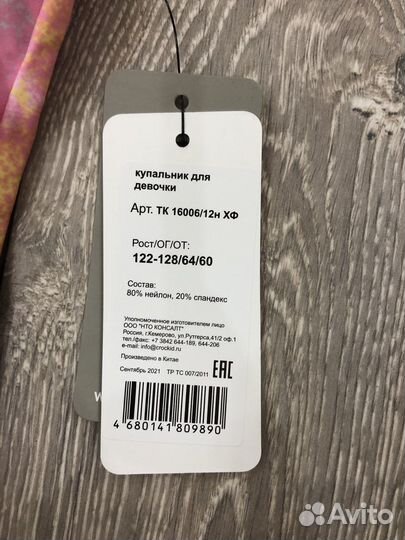 купальник для
девочки
Арт. ТК 16006/12н ХФ
Рост/ОГ/ОТ:
122-128/64/60
Состав:
80% нейлон, 20% спандекс
Уполномоченное изготовителем лицо
ООО "НТО КОНСАЛТ"
Россия, г.Кемерово, ул.Рутгерса,41/2 оф.1
тел./факс: +7 3842 644-189, 644-206
e-mail: info@crockid.ru
Произведено в Китае
Сентябрь 2021 ТР ТС 007/2011
EAC
4 680141 809890
W
Avito